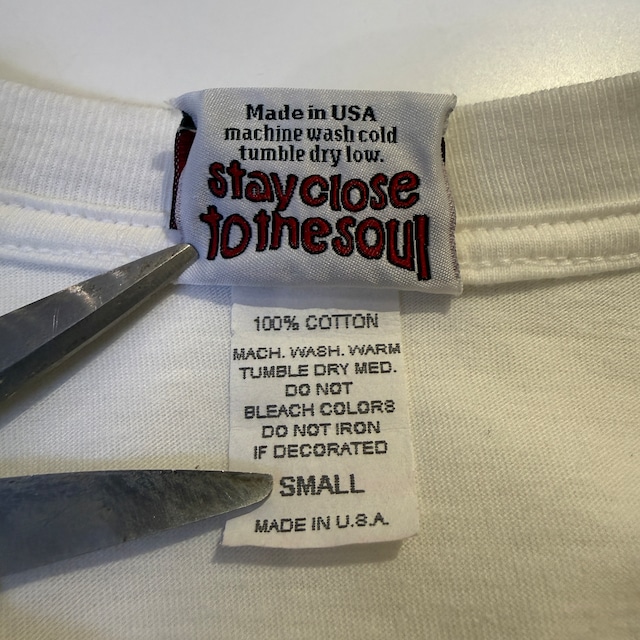 Made in USA
machine wash cold
tumble dry low.
stayclose
tothesoul
100% COTTON
MACH. WASH. WARM
TUMBLE DRY MED.
DO NOT
BLEACH COLORS
DO NOT IRON
IF DECORATED
SMALL
MADE IN U.S.A.